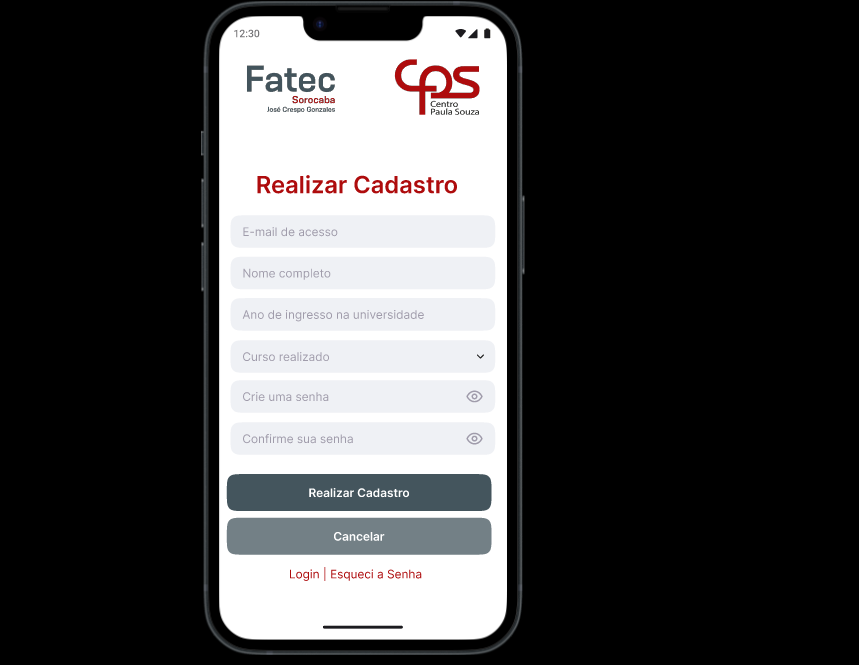 12:30
Fatec
Sorocaba
José Crespo Gonzales
cps
Centro
Paula Souza
Realizar Cadastro
E-mail de acesso
Nome completo
Ano de ingresso na universidade
Curso realizado
Crie uma senha
Confirme sua senha
Realizar Cadastro
Cancelar
Login | Esqueci a Senha